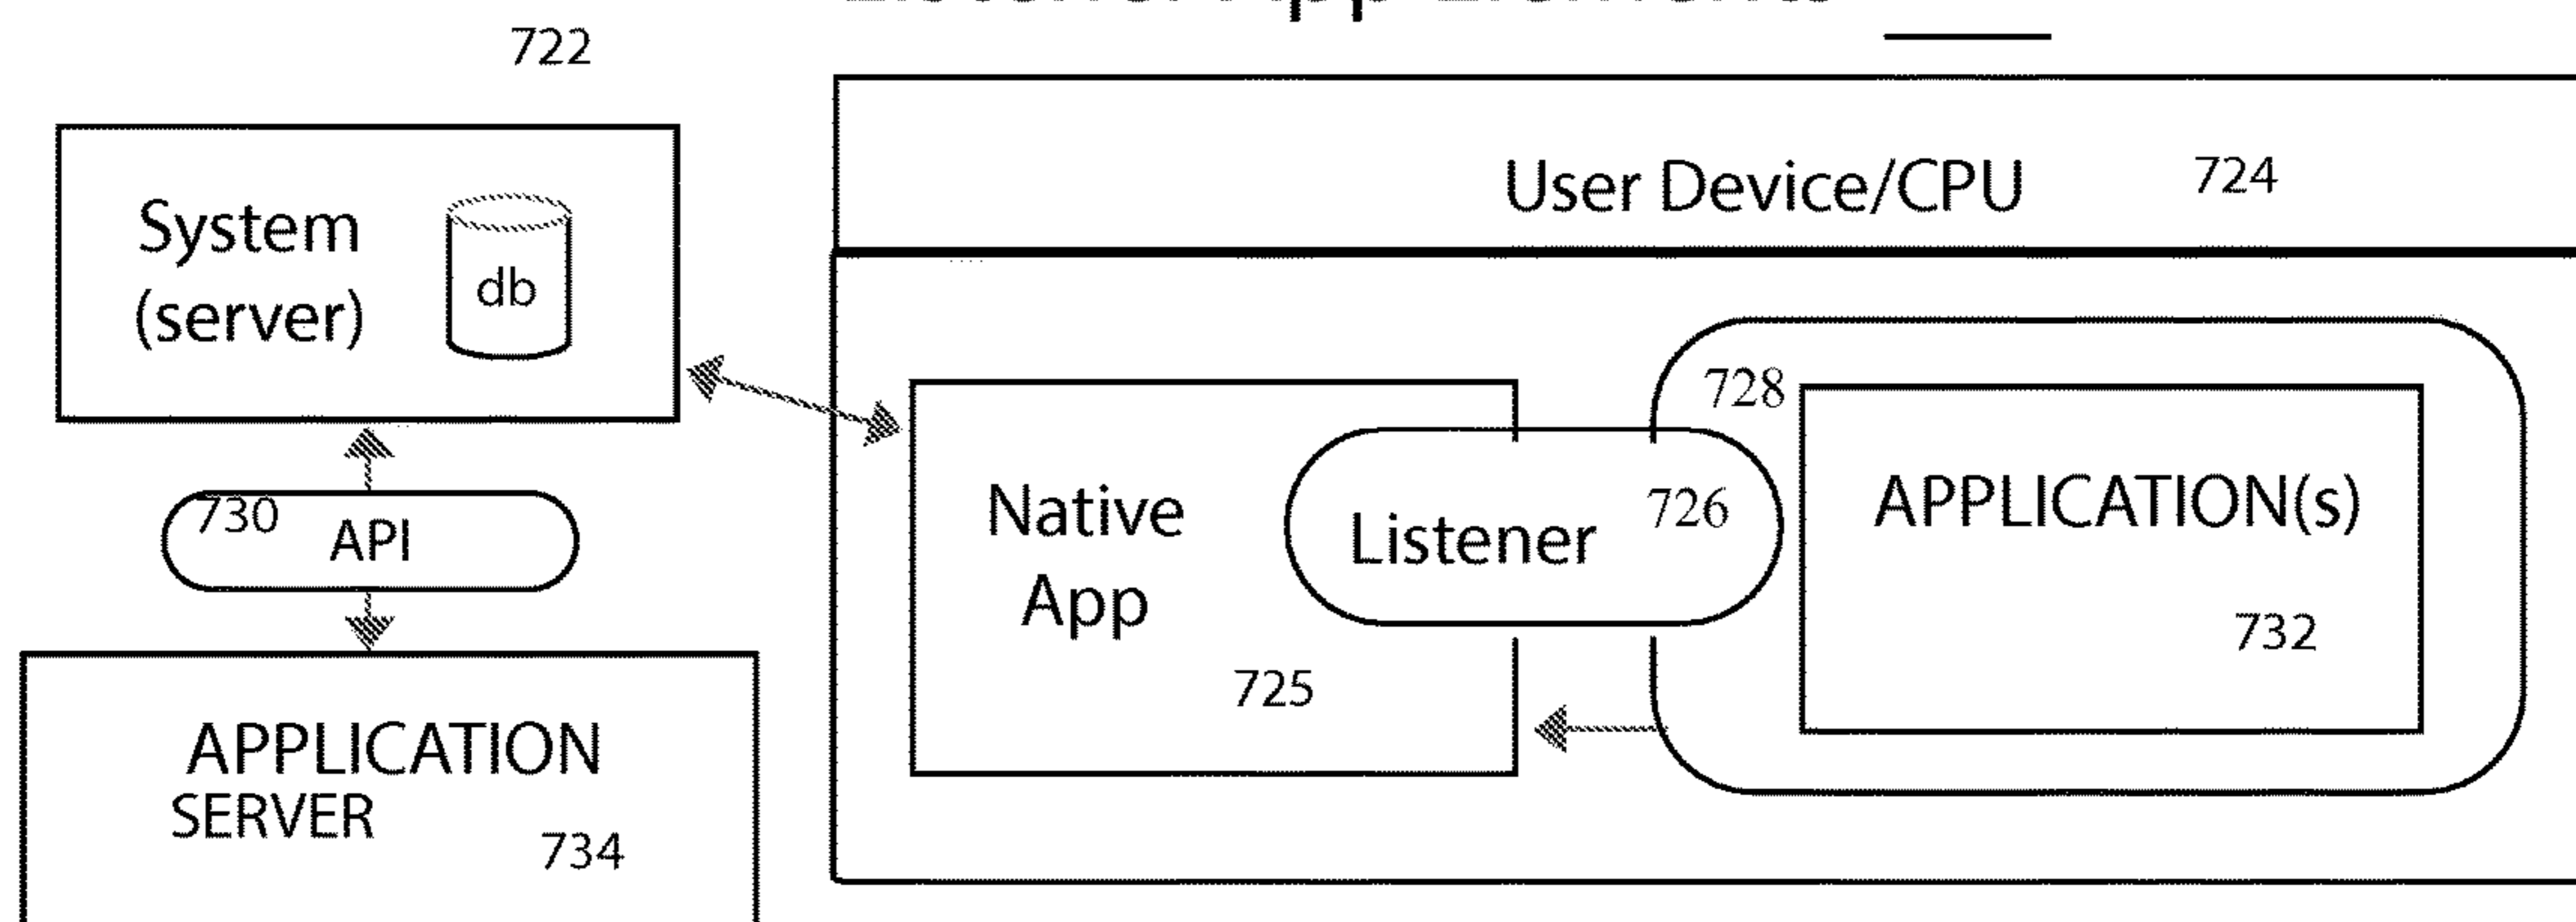 722
System
(server)
db
730
API
APPLICATION
SERVER
734
User Device/CPU 724
Native
App
725
Listener 726
728
APPLICATION(s)
732